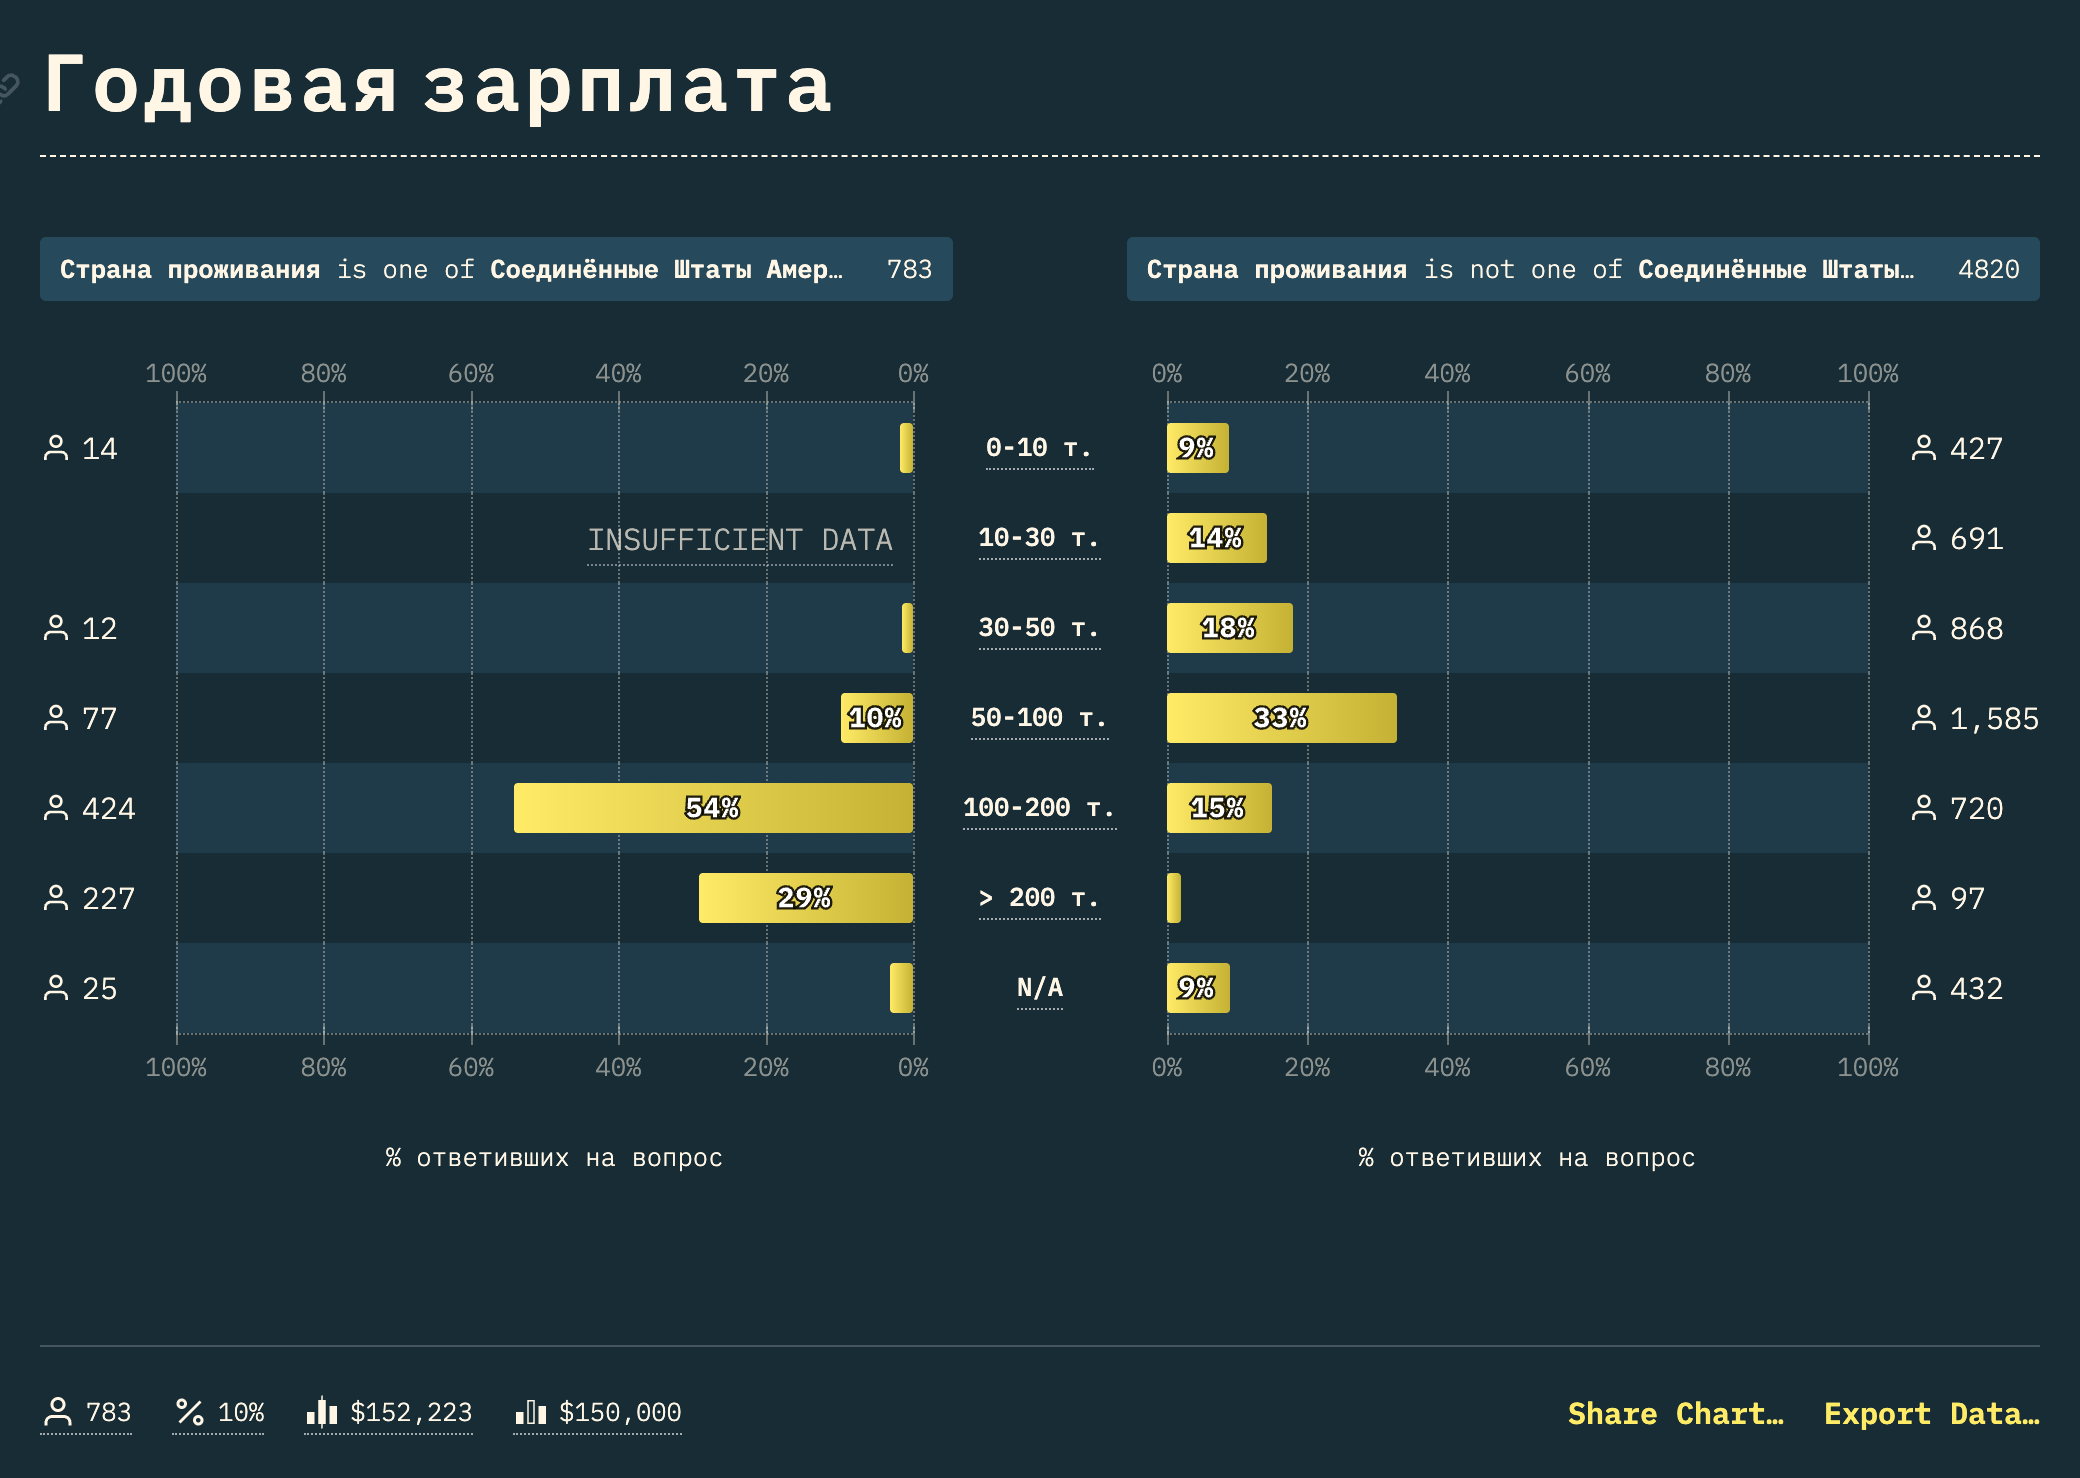 Годовая зарплата
Страна проживания is one of Соединённые Штаты Амер… 783
Страна проживания is not one of Соединённые Штаты… 4820
100% 80% 60% 40% 20% 0%
0% 20% 40% 60% 80% 100%
14 0-10 т. 9% 427
INSUFFICIENT DATA 10-30 т. 14% 691
12 30-50 т. 18% 868
77 10% 50-100 т. 33% 1,585
424 54% 100-200 т. 15% 720
227 29% > 200 т. 97
25 N/A 9% 432
100% 80% 60% 40% 20% 0%
0% 20% 40% 60% 80% 100%
% ответивших на вопрос
% ответивших на вопрос
783 10% $152,223 $150,000
Share Chart… Export Data…